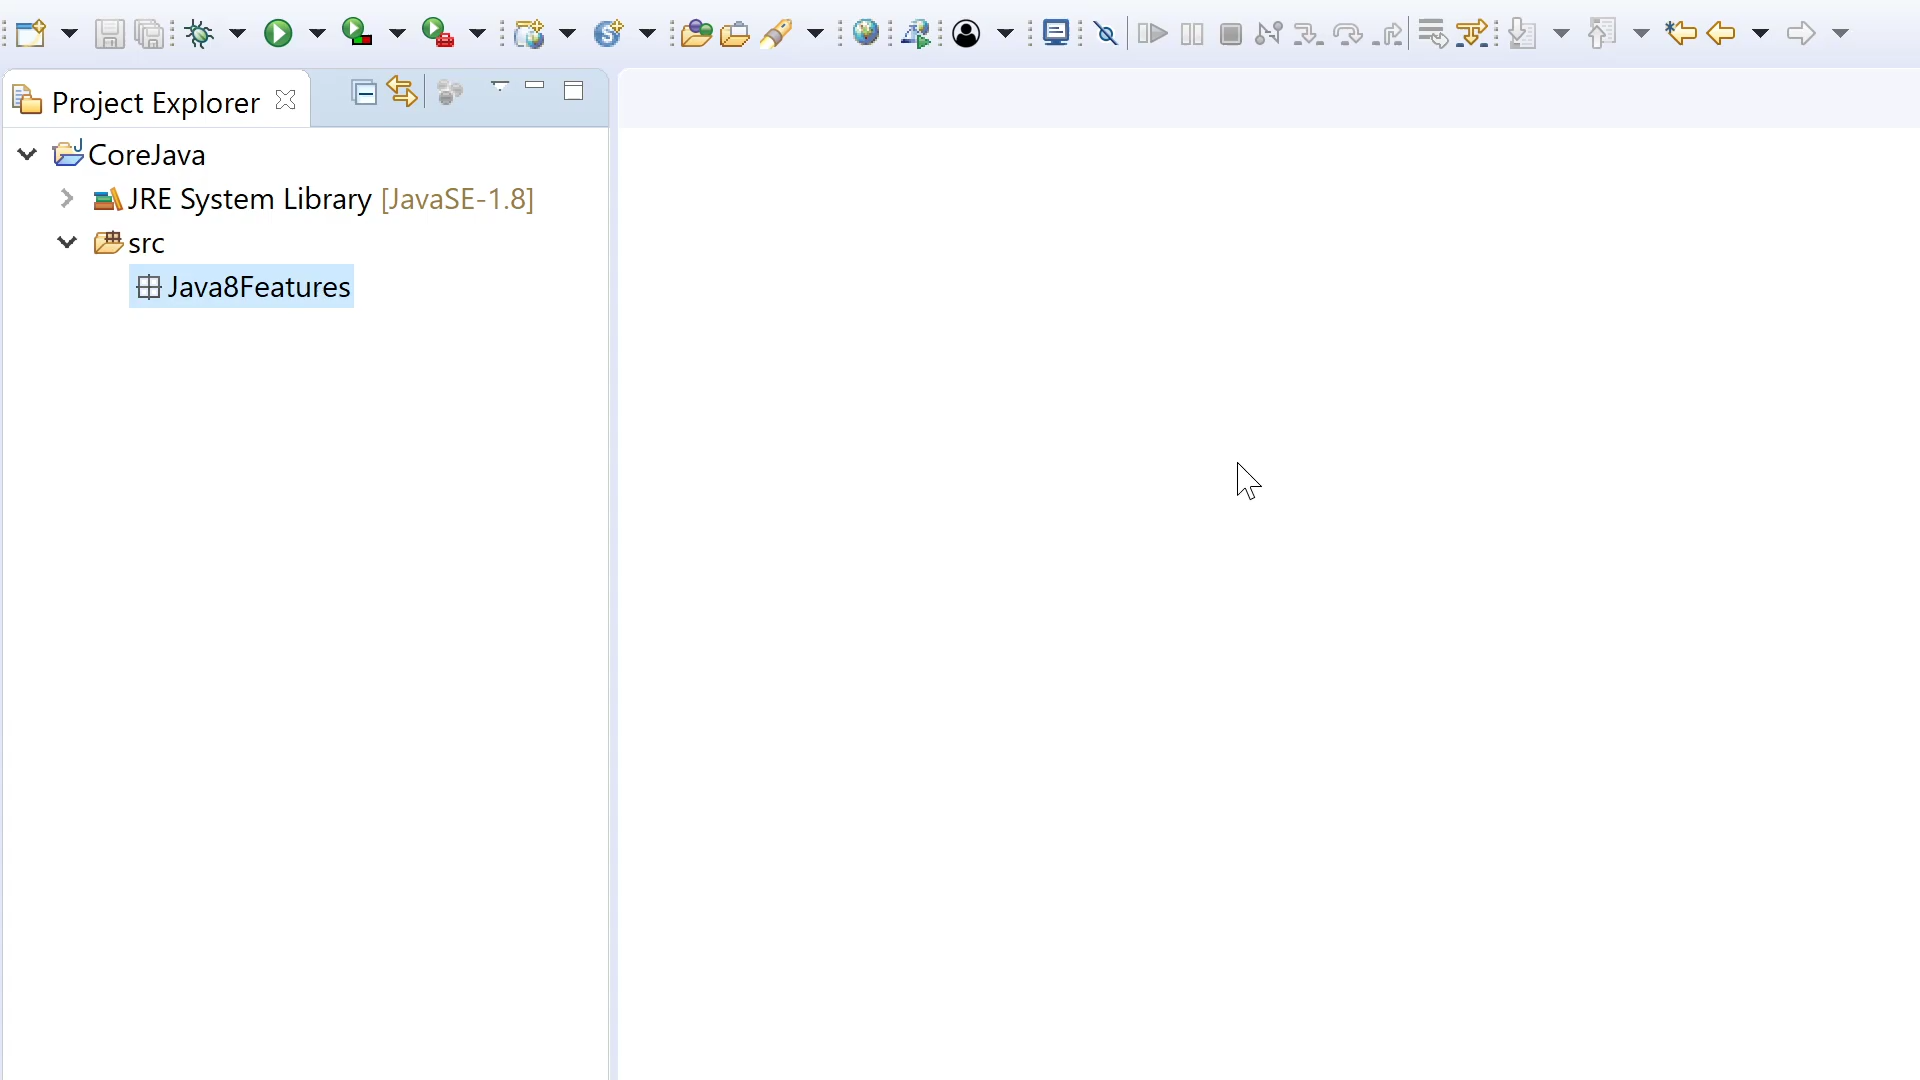 Project Explorer
CoreJava
JRE System Library [JavaSE-1.8]
src
Java8Features